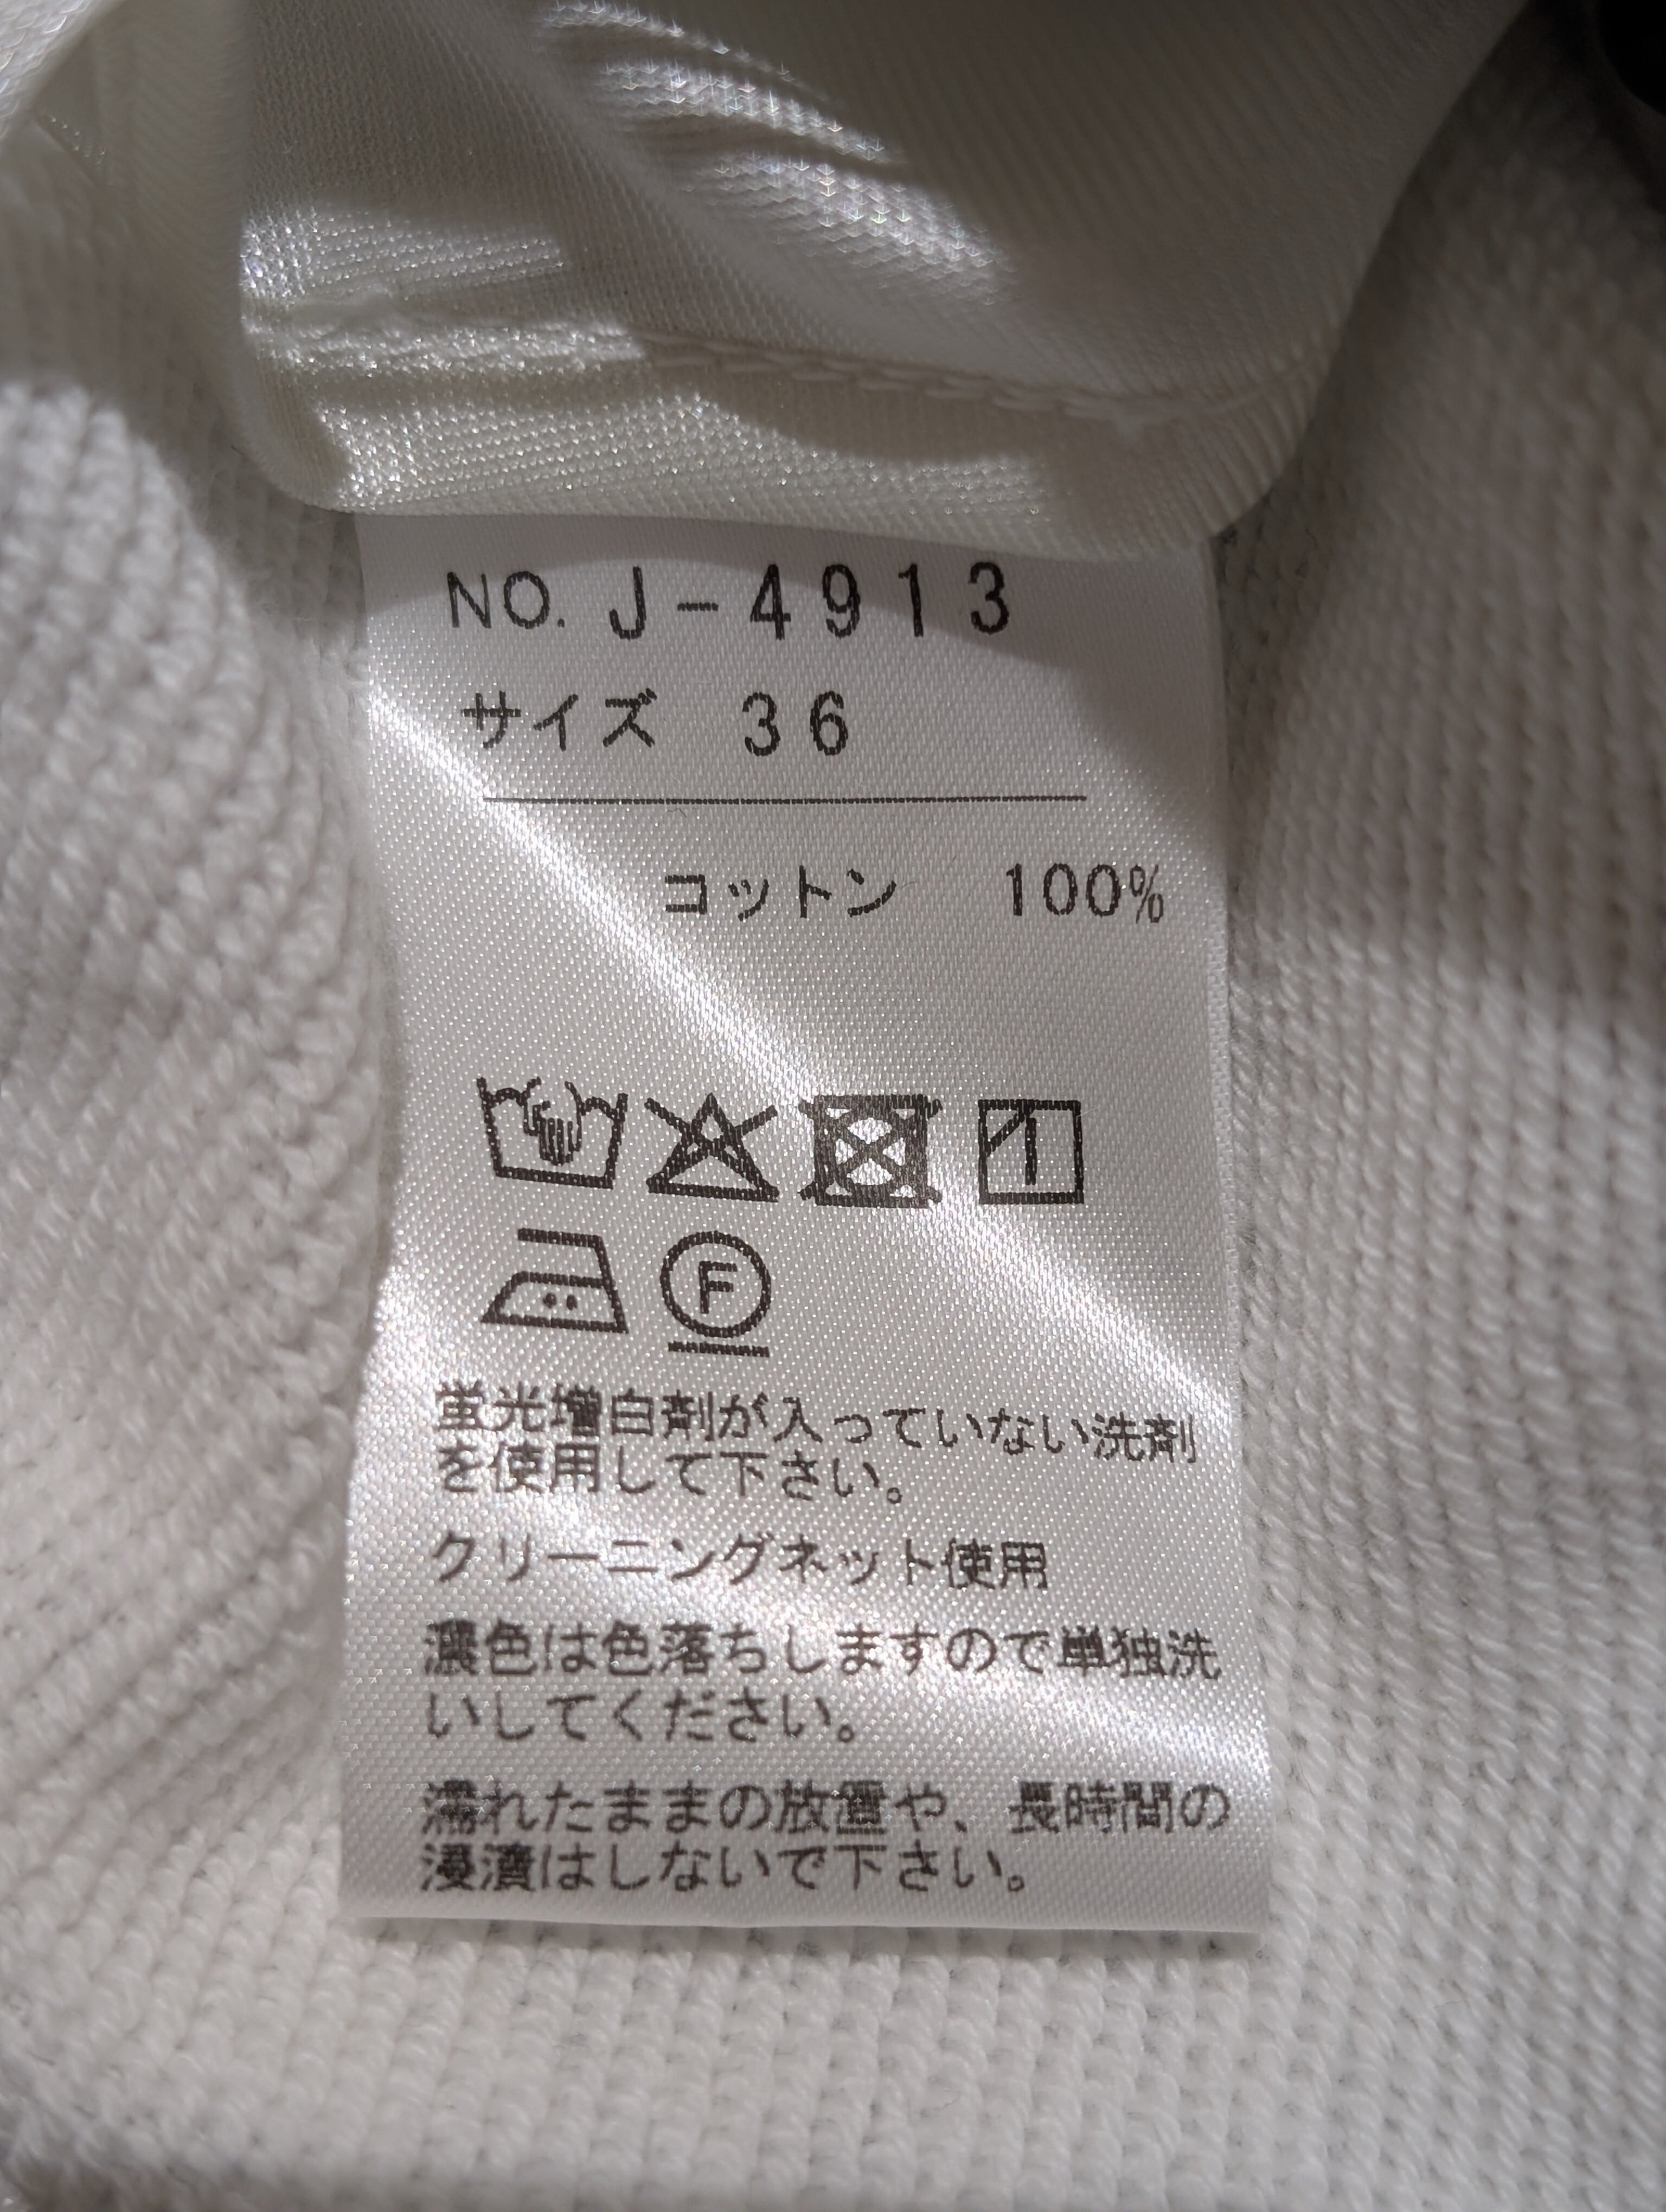 NO. J-4913
サイズ 36
コットン 100%
F
蛍光増白剤が入っていない洗剤
を使用して下さい。
クリーニングネット使用
濃色は色落ちしますので単独洗
いしてください。
濡れたままの放置や、長時間の
浸漬はしないで下さい。